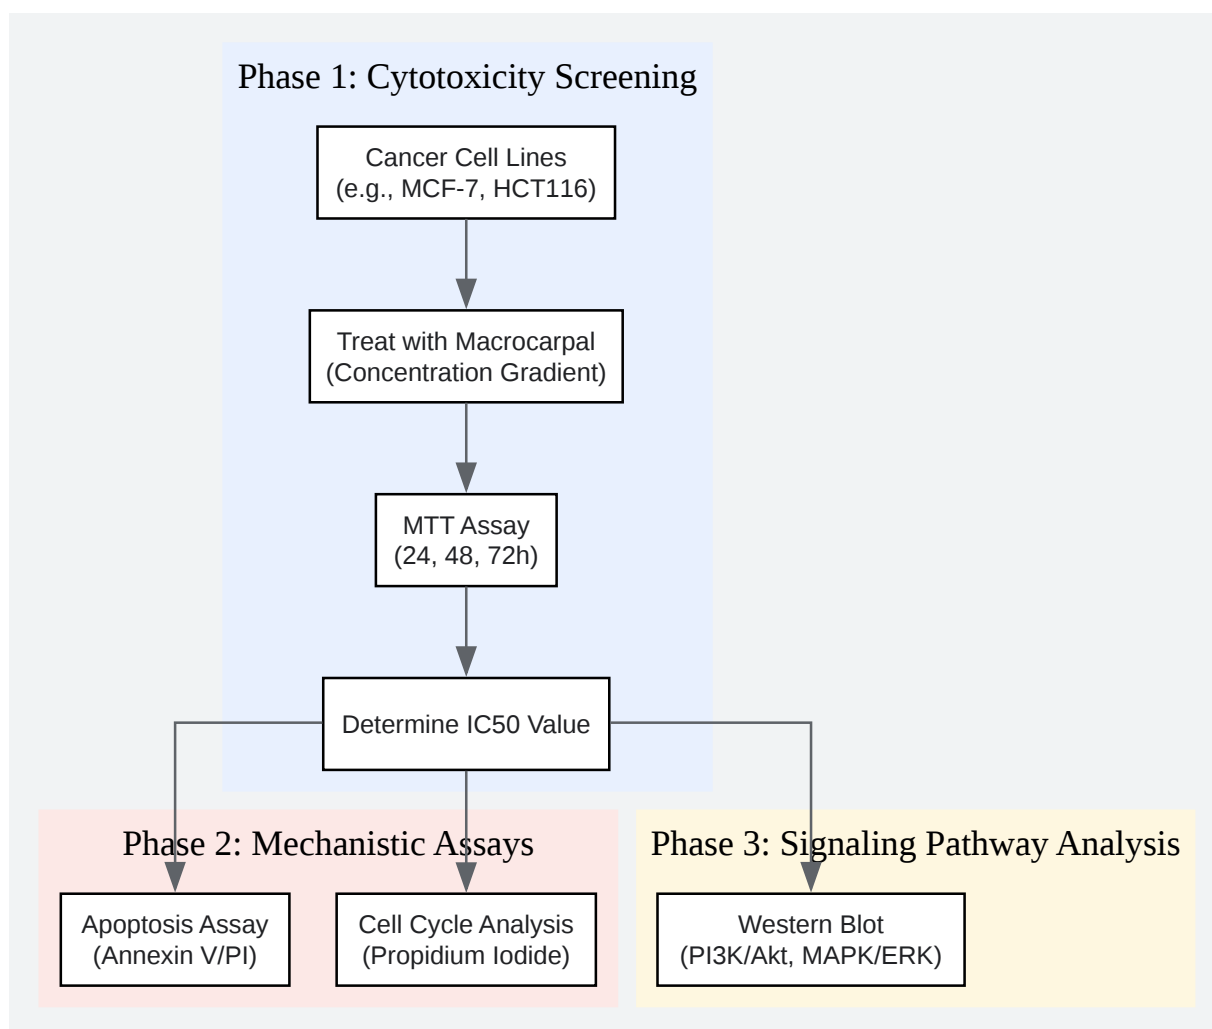 Phase 1: Cytotoxicity Screening
Cancer Cell Lines
(e.g., MCF-7, HCT116)
Treat with Macrocarpal
(Concentration Gradient)
MTT Assay
(24, 48, 72h)
Determine IC50 Value
Phase 2: Mechanistic Assays
Apoptosis Assay
(Annexin V/PI)
Cell Cycle Analysis
(Propidium Iodide)
Phase 3: Signaling Pathway Analysis
Western Blot
(PI3K/Akt, MAPK/ERK)